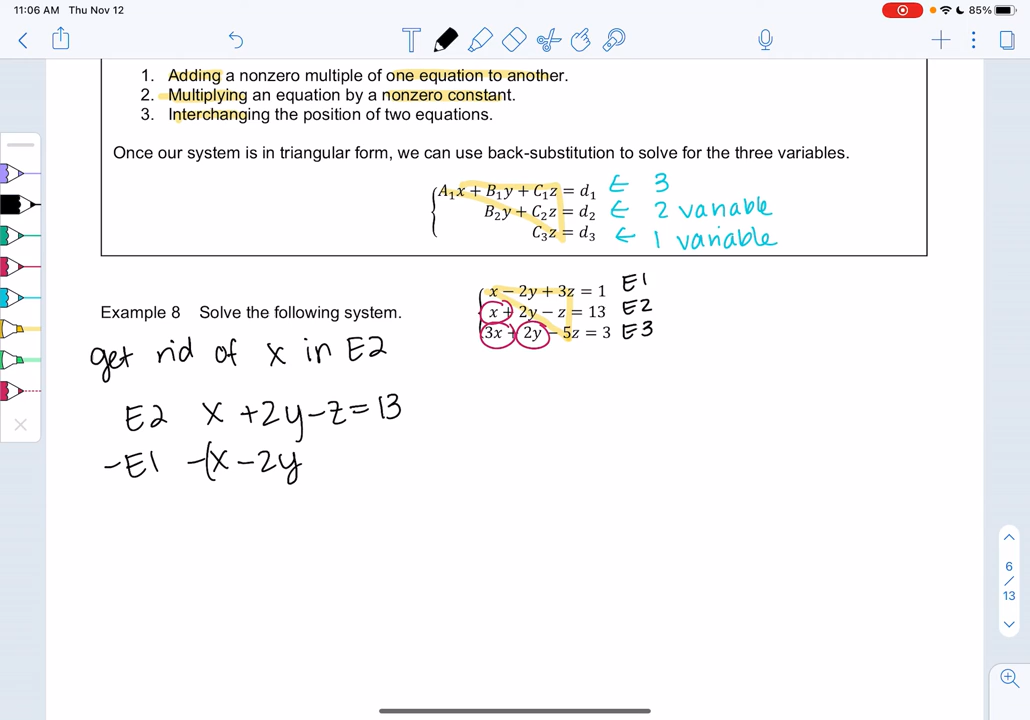 11:06 AM Thu Nov 12
85%
T
1. Adding a nonzero multiple of one equation to another.
2. Multiplying an equation by a nonzero constant.
3. Interchanging the position of two equations.
Once our system is in triangular form, we can use back-substitution to solve for the three variables.
A₁x + B₁y + C₁z = d₁ ← 3
B₂y + C₂z = d₂ ← 2 variable
C₃z = d₃ ← 1 variable
x − 2y + 3z = 1 E1
Example 8 Solve the following system. x + 2y − z = 13 E2
3x + 2y − 5z = 3 E3
get rid of x in E2
E2 x +2y−z=13
−E1 −(x −2y
6
/
13